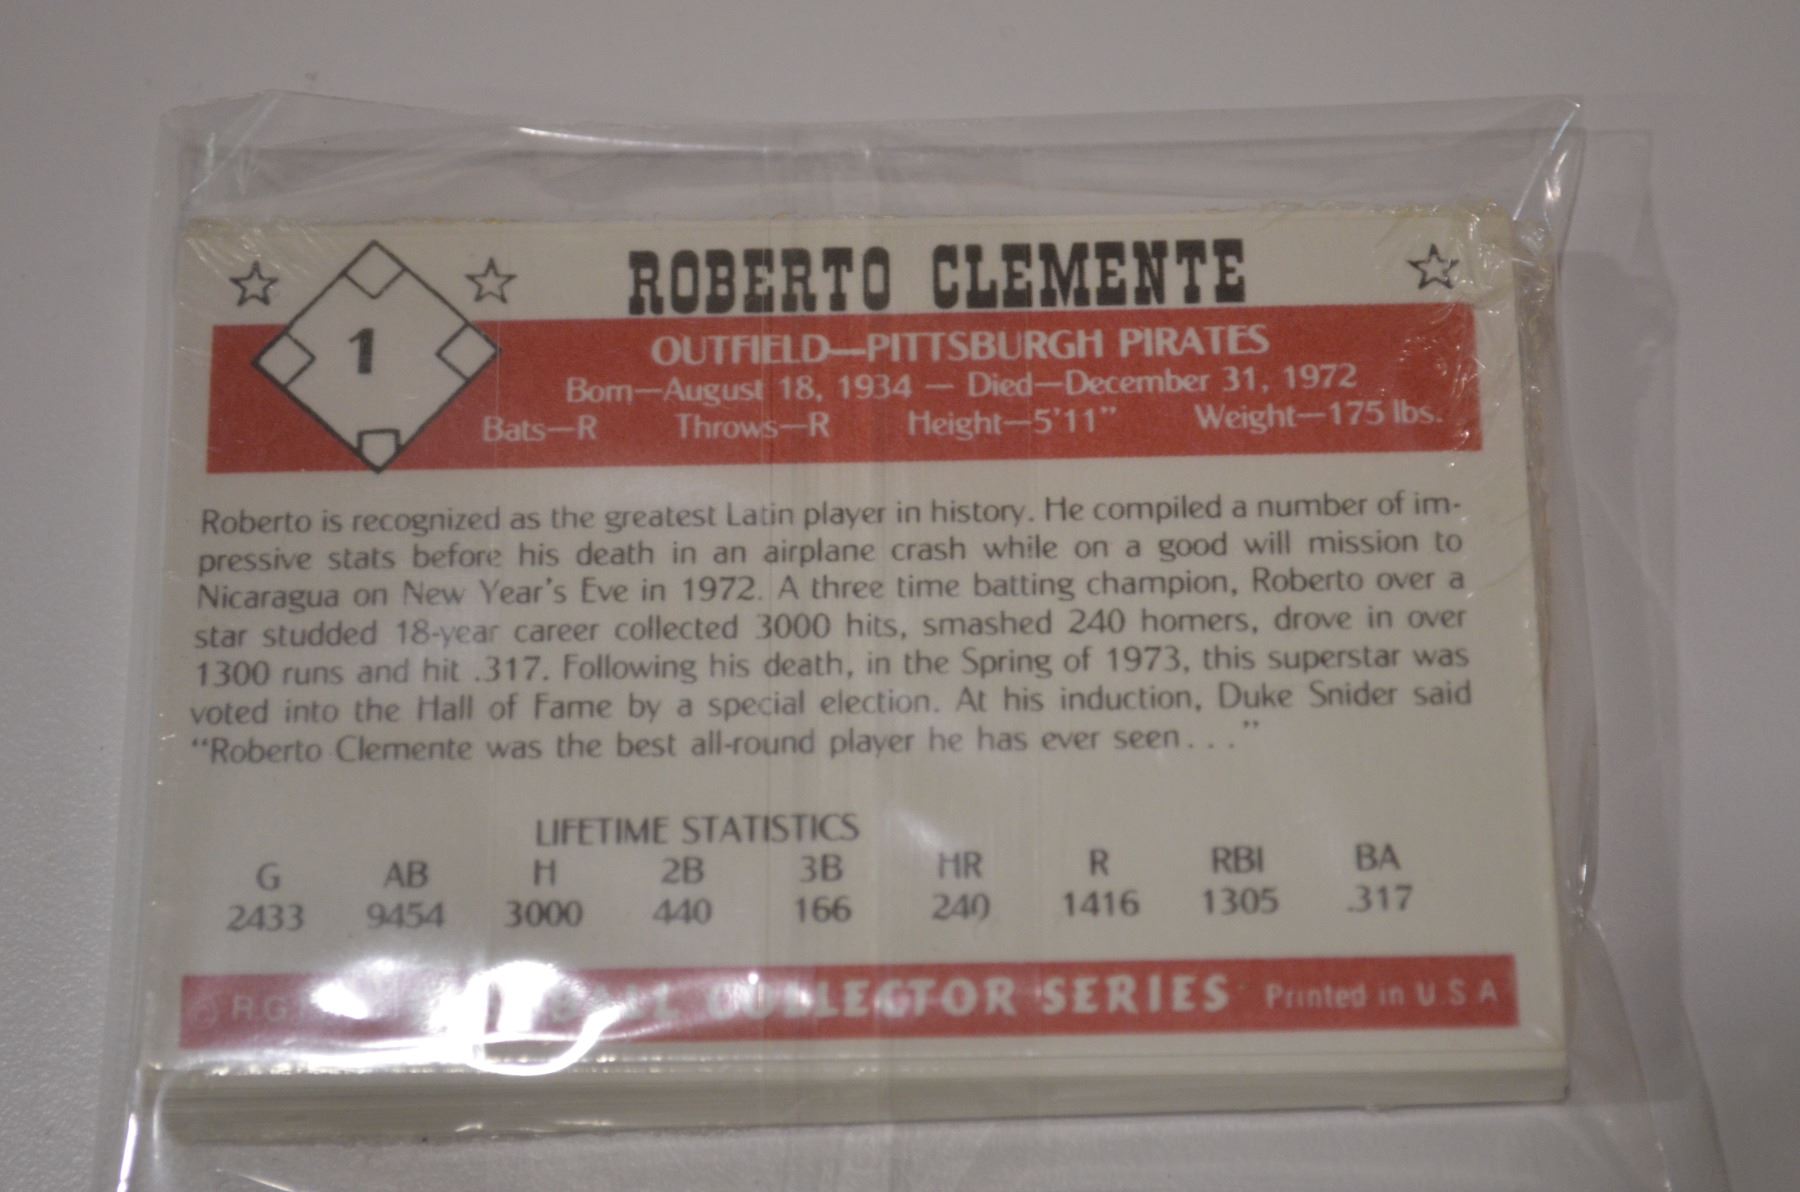 ROBERTO CLEMENTE
1
OUTFIELD—PITTSBURGH PIRATES
Born—August 18, 1934 — Died—December 31, 1972
Bats—R Throws—R Height—5'11" Weight—175 lbs.
Roberto is recognized as the greatest Latin player in history. He compiled a number of im-
pressive stats before his death in an airplane crash while on a good will mission to
Nicaragua on New Year's Eve in 1972. A three time batting champion, Roberto over a
star studded 18-year career collected 3000 hits, smashed 240 homers, drove in over
1300 runs and hit .317. Following his death, in the Spring of 1973, this superstar was
voted into the Hall of Fame by a special election. At his induction, Duke Snider said
"Roberto Clemente was the best all-round player he has ever seen. . ."
LIFETIME STATISTICS
G AB H 2B 3B HR R RBI BA
2433 9454 3000 440 166 240 1416 1305 .317
COLLECTOR SERIES Printed in U.S A